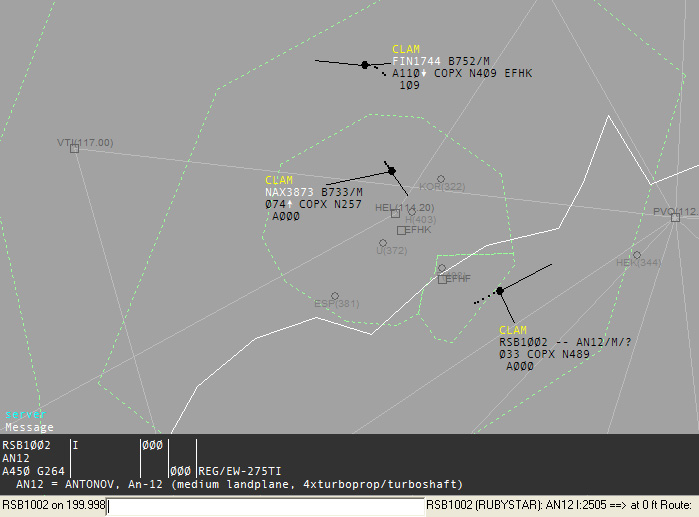 CLAM
FIN1744 B752/M
A110 COPX N409 EFHK
109
VTI(117.00)
CLAM
NAX3873 B733/M
Ø74 COPX N257
AØØØ
KOR(322)
HEL(114.20)
H(403)
EFHK
PVO(112
IJ(372)
HEK(344)
EFHF
ESP(381)
CLAM
RSB1ØØ2 -- AN12/M/?
Ø33 COPX N489
AØØØ
server
Message
RSB1ØØ2 I ØØØ
AN12
A45Ø G264 ØØØ REG/EW-275TI
AN12 = ANTONOV, An-12 (medium landplane, 4xturboprop/turboshaft)
RSB1002 on 199.998 RSB1002 (RUBYSTAR): AN12 I:2505 ==> at 0 ft Route: